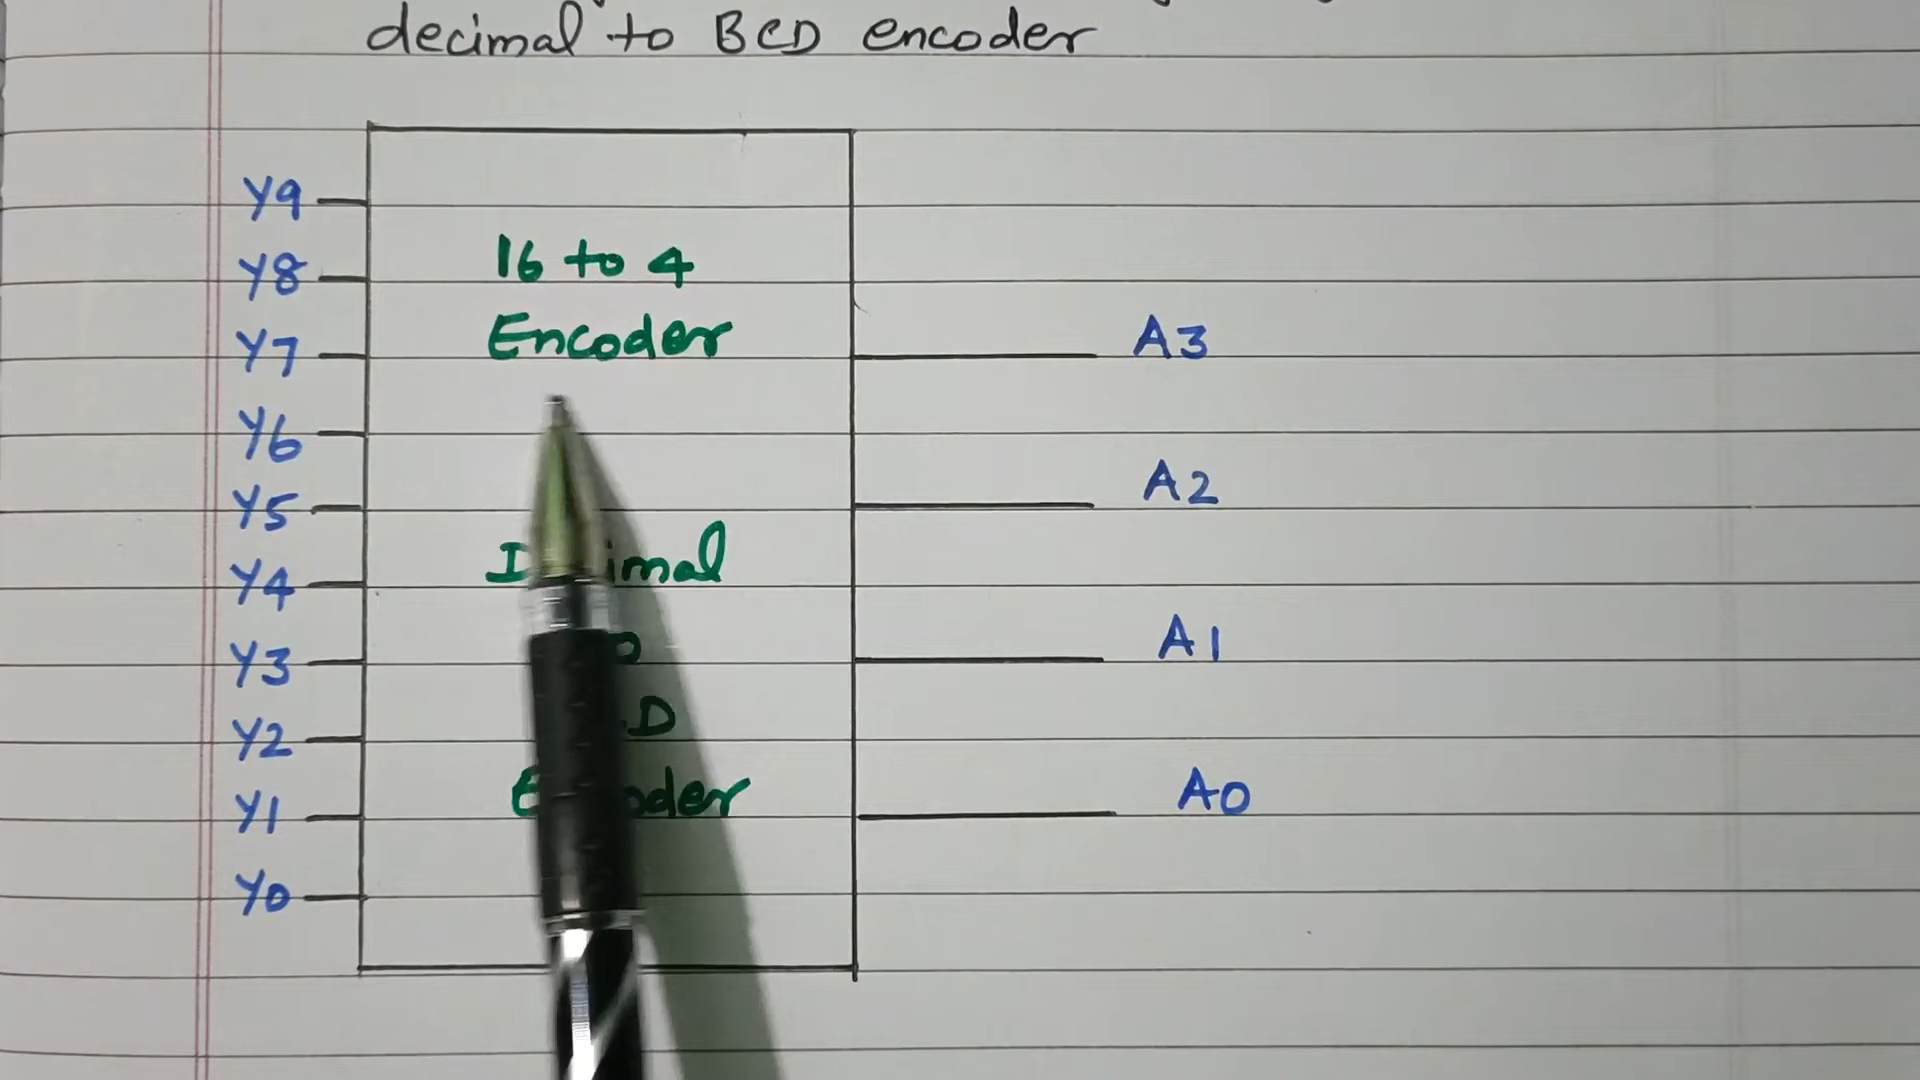 decimal to BCD encoder
Y9
16 to 4
Y8
Encoder
Y7
A3
Y6
A2
Y5
Y4
A1
Y3
Y2
A0
Y1
Y0